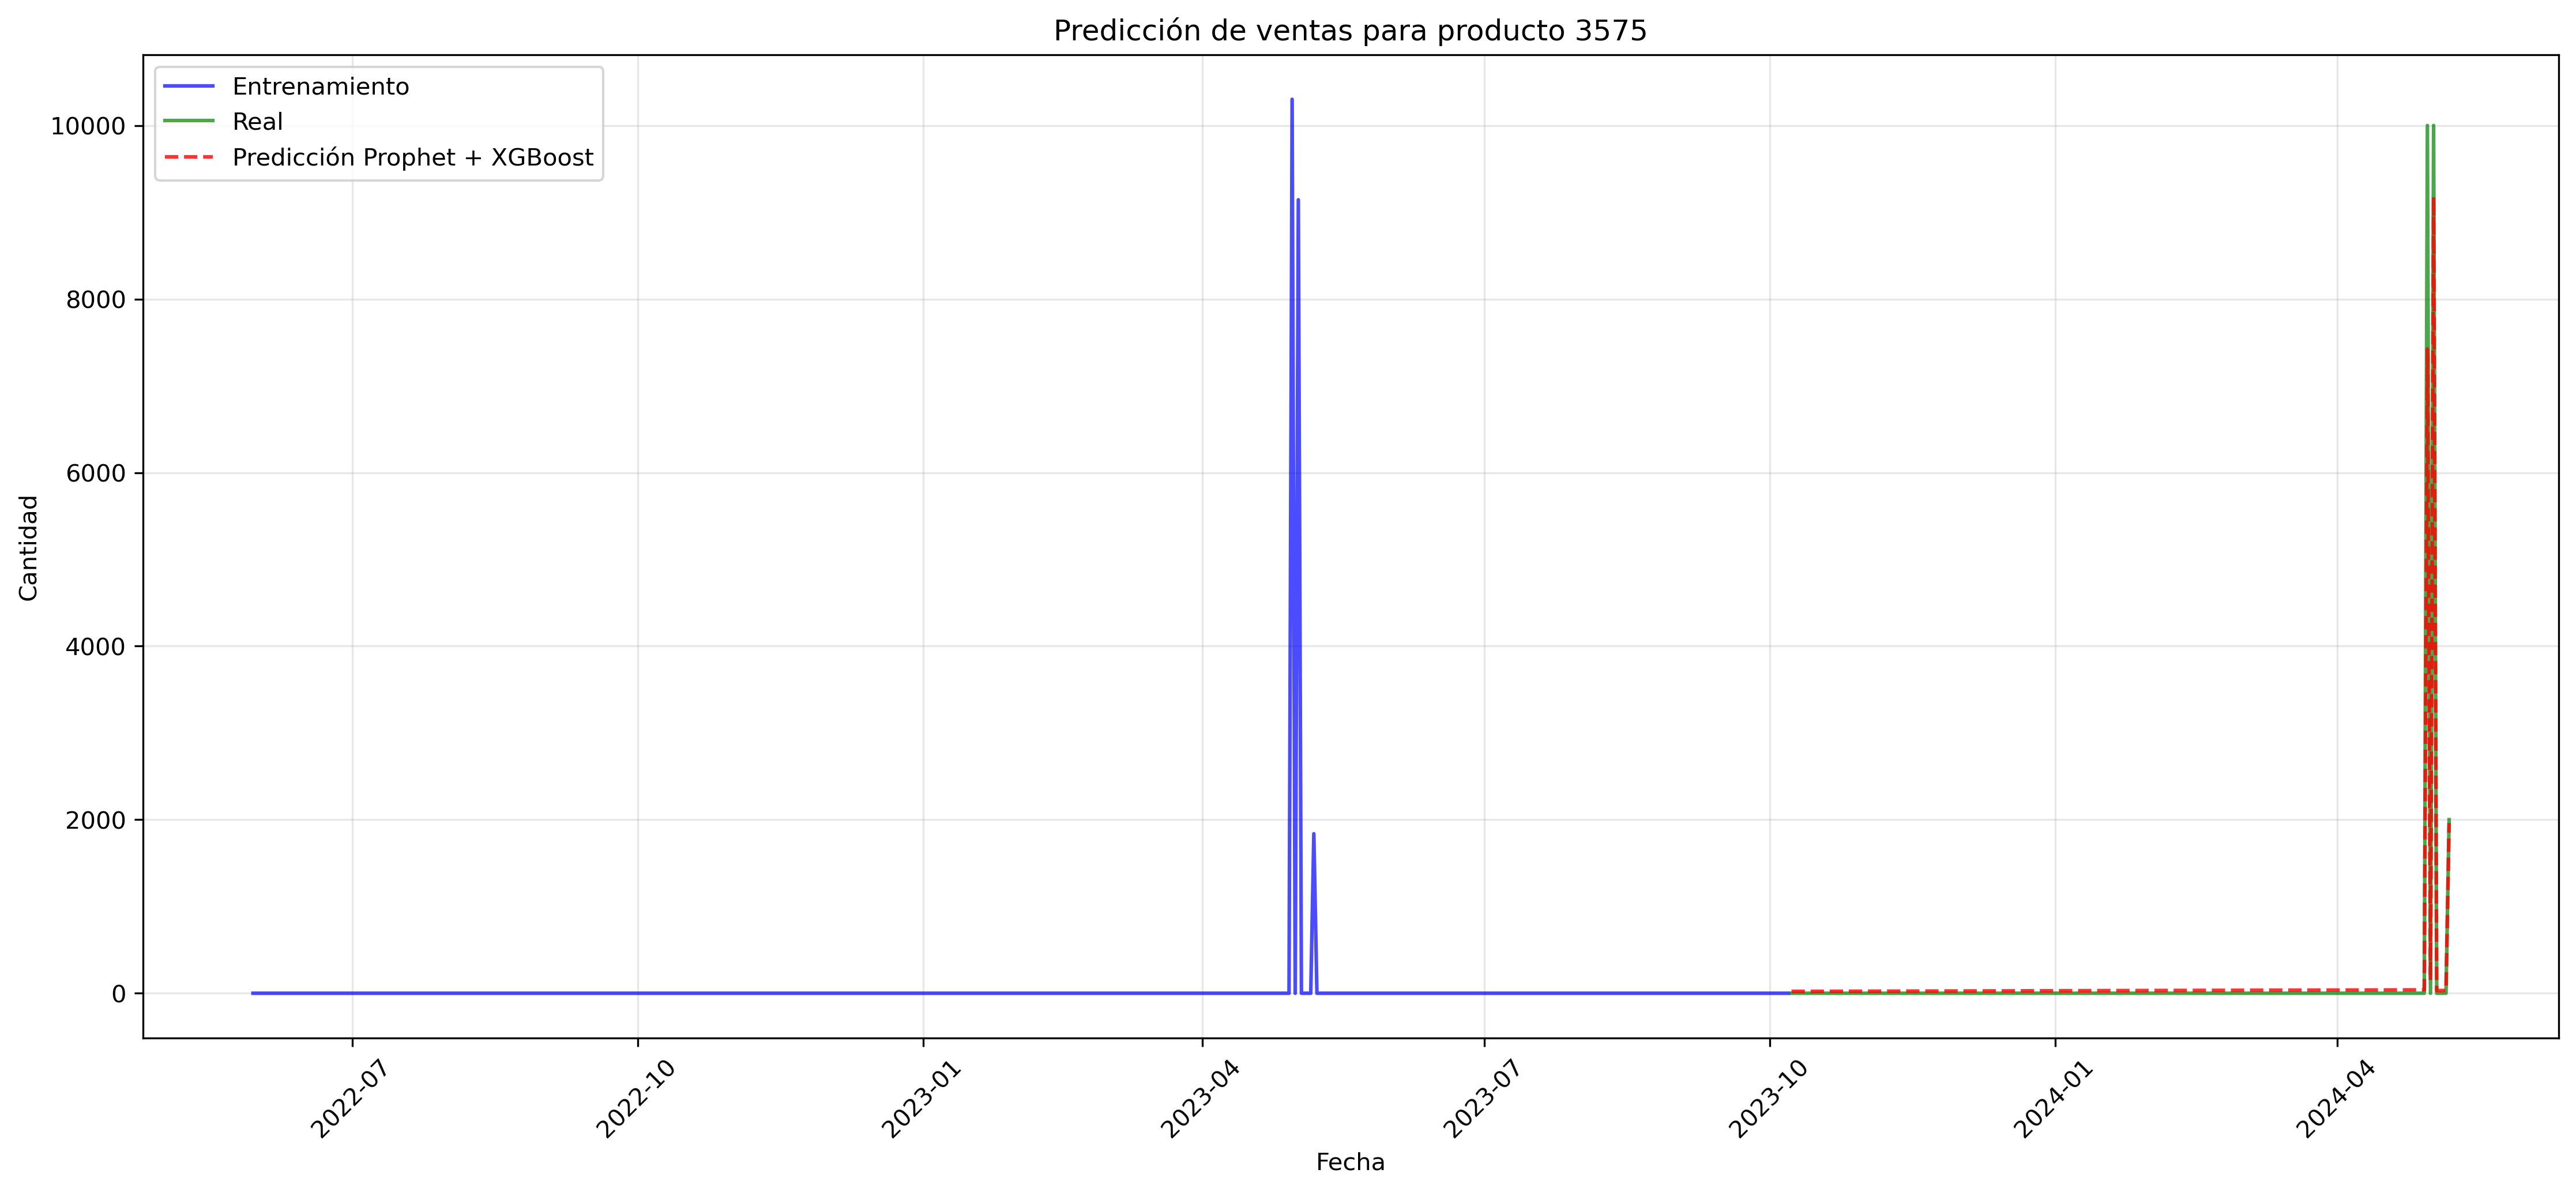 Predicción de ventas para producto 3575
Entrenamiento
Real
Predicción Prophet + XGBoost
10000
8000
6000
4000
2000
0
Cantidad
2022-07
2022-10
2023-01
2023-04
2023-07
2023-10
2024-01
2024-04
Fecha